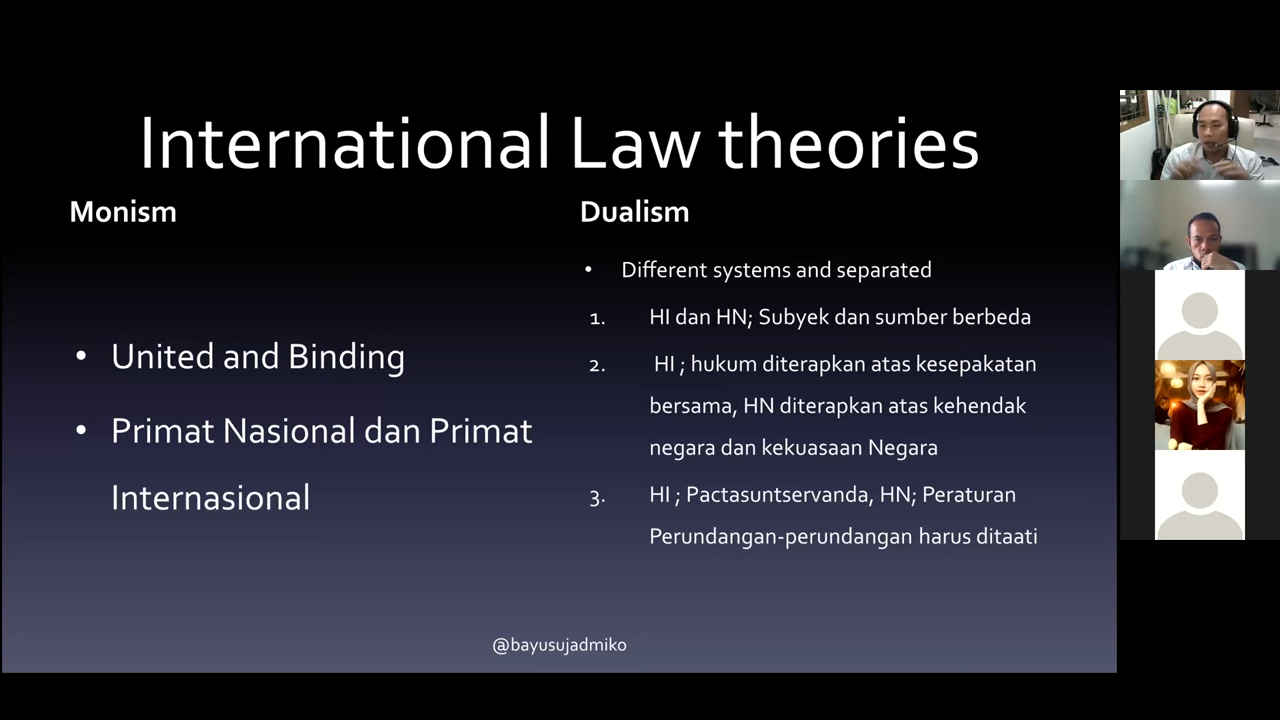 International Law theories
Monism
• United and Binding
• Primat Nasional dan Primat
Internasional
Dualism
• Different systems and separated
1. HI dan HN; Subyek dan sumber berbeda
2. HI ; hukum diterapkan atas kesepakatan
bersama, HN diterapkan atas kehendak
negara dan kekuasaan Negara
3. HI ; Pactasuntservanda, HN; Peraturan
Perundangan-perundangan harus ditaati
@bayusujadmiko